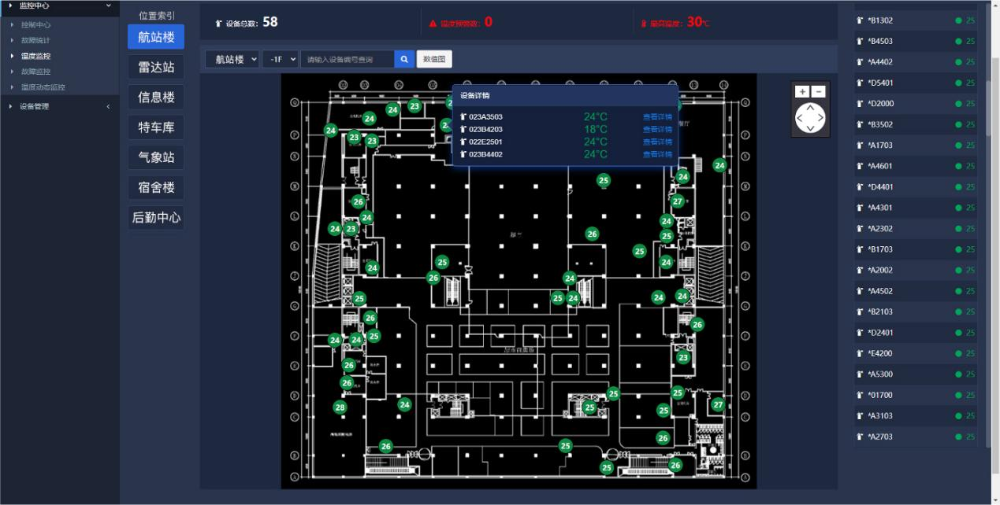 监控中心
控制中心
故障统计
温度监控
故障监控
温度动态监控
设备管理
位置索引
航站楼
雷达站
信息楼
特车库
气象站
宿舍楼
后勤中心
设备总数: 58
温度预警数: 0
最高温度: 30℃
航站楼
-1F
请输入设备编号查询
数值图
设备详情
023A3503 24°C 查看详情
023B4203 18°C 查看详情
022E2501 24°C 查看详情
023B4402 24°C 查看详情
+ −
23
24
24
24
23
23
24
24
25
26
27
24
24
24 23
25
26
25
25
24
24
26
24
25 24
24 24
25
26
26
25
24 24
23
26
26
25
25
28
24
25
25
27
26
26
25
25
26
*B1302 25
*B4503 25
*A4402 25
*D5401 25
*D2000 25
*B3502 25
*A1703 25
*A4601 25
*D4401 25
*A4301 25
*A2302 25
*B1703 25
*A2002 25
*A4502 25
*B2103 25
*D2401 25
*E4200 25
*A5300 25
*01700 25
*A3103 25
*A2703 25